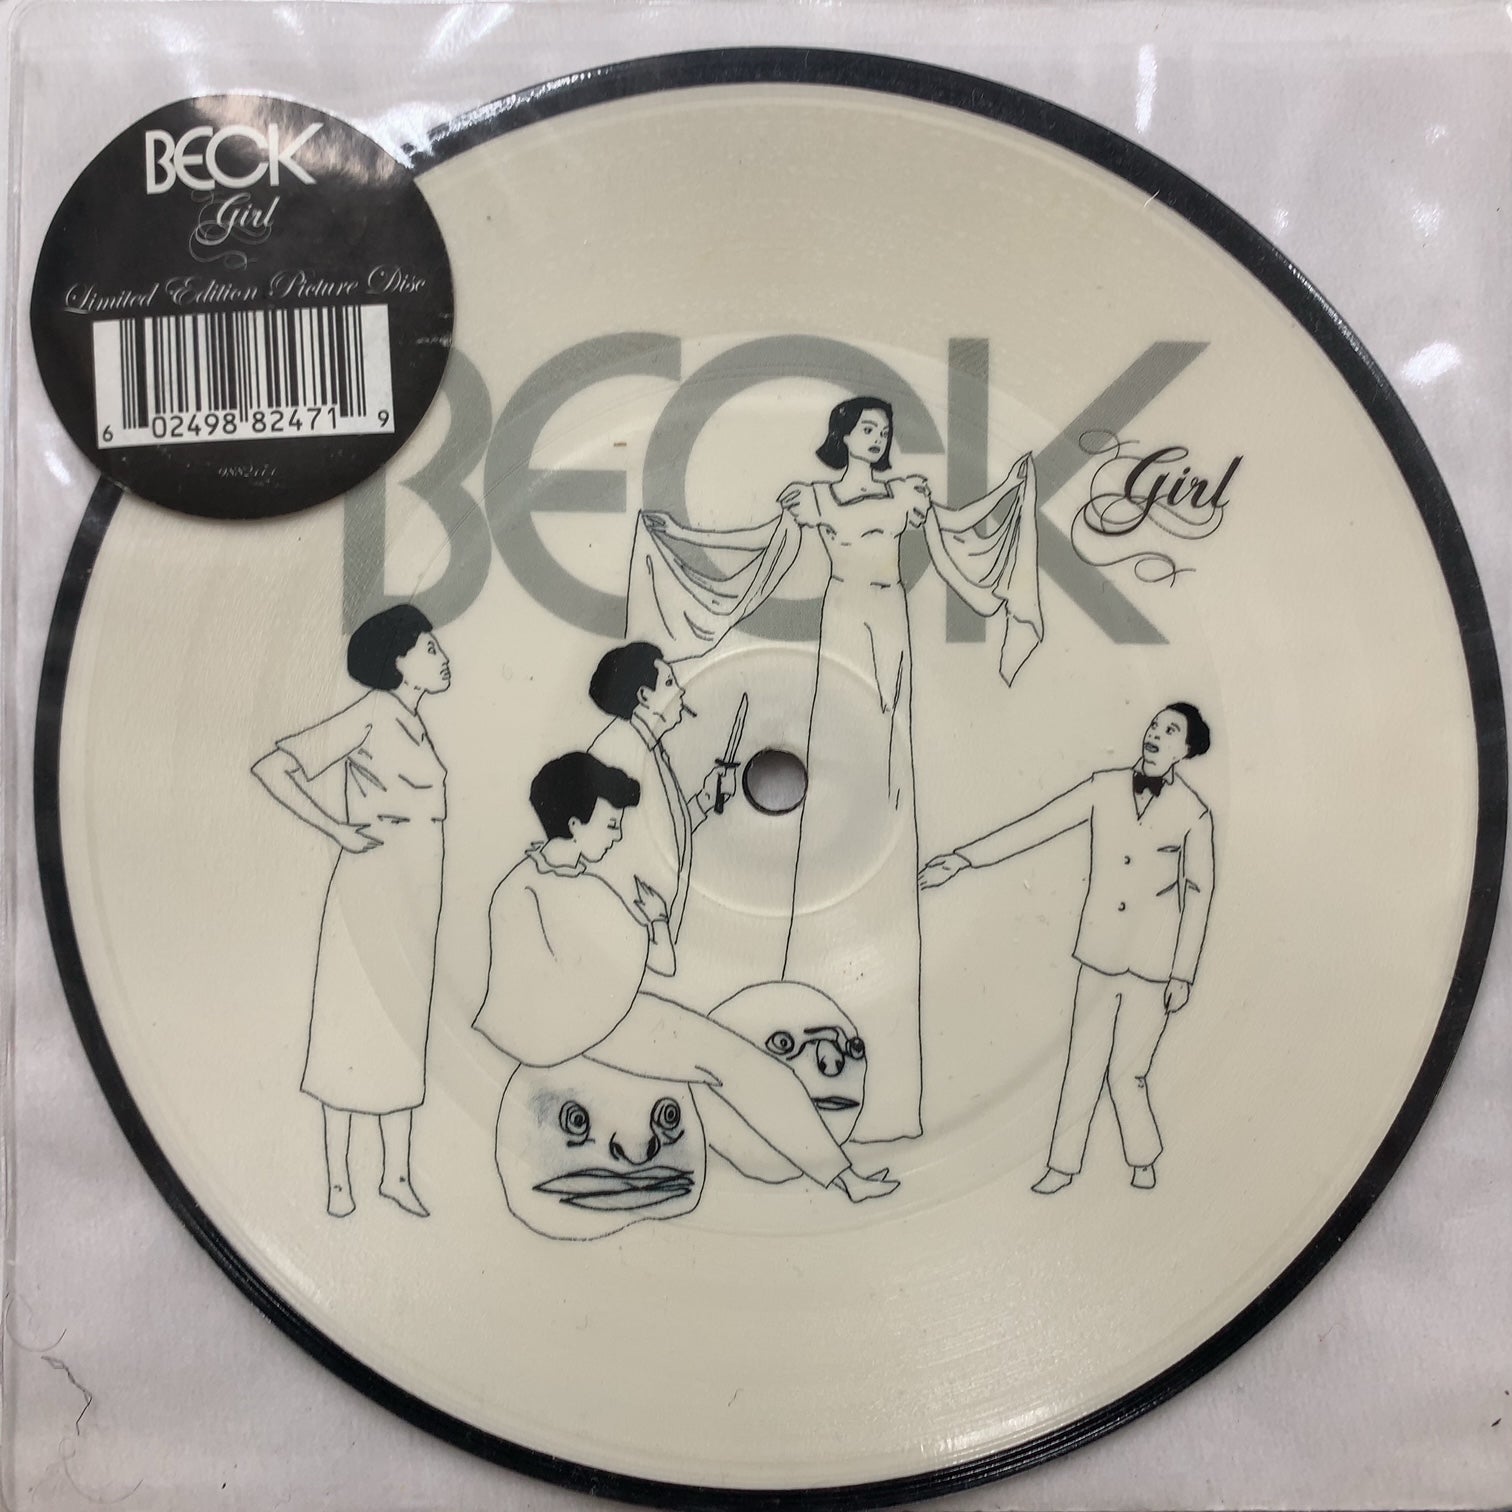 BECK
Girl
Limited Edition Picture Disc
6 02498 82471 9
BECK
Girl